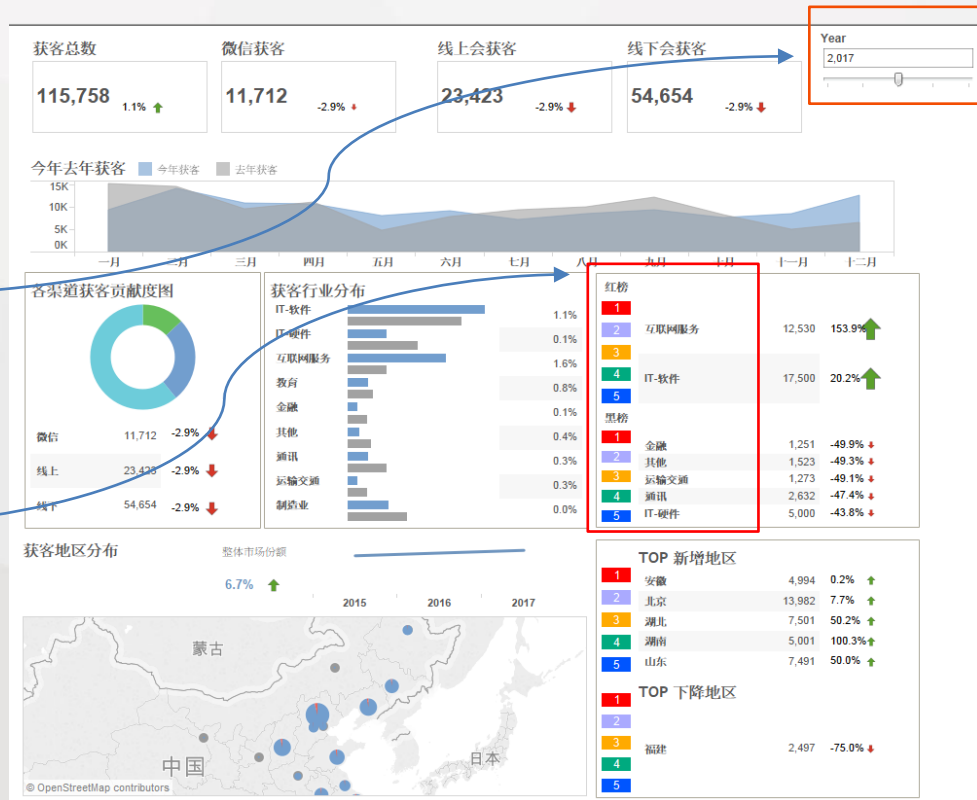 获客总数
微信获客
线上会获客
线下会获客
Year
2,017
115,758 1.1%
11,712 -2.9%
23,423 -2.9%
54,654 -2.9%
今年去年获客 今年获客 去年获客
15K
10K
5K
0K
一月 二月 三月 四月 五月 六月 七月 八月 九月 十月 十一月 十二月
各渠道获客贡献度图
微信 11,712 -2.9%
线上 23,423 -2.9%
线下 54,654 -2.9%
获客行业分布
IT-软件 1.1%
IT-硬件 0.1%
互联网服务 1.6%
教育 0.8%
金融 0.1%
其他 0.4%
通讯 0.3%
运输交通 0.3%
制造业 0.0%
红榜
1
2 互联网服务 12,530 153.9%
3
4 IT-软件 17,500 20.2%
5
黑榜
1 金融 1,251 -49.9%
2 其他 1,523 -49.3%
3 运输交通 1,273 -49.1%
4 通讯 2,632 -47.4%
5 IT-硬件 5,000 -43.8%
获客地区分布
整体市场份额
6.7%
2015 2016 2017
蒙古
中国
日本
© OpenStreetMap contributors
TOP 新增地区
1 安徽 4,994 0.2%
2 北京 13,982 7.7%
3 湖北 7,501 50.2%
4 湖南 5,001 100.3%
5 山东 7,491 50.0%
TOP 下降地区
1
2
3 福建 2,497 -75.0%
4
5